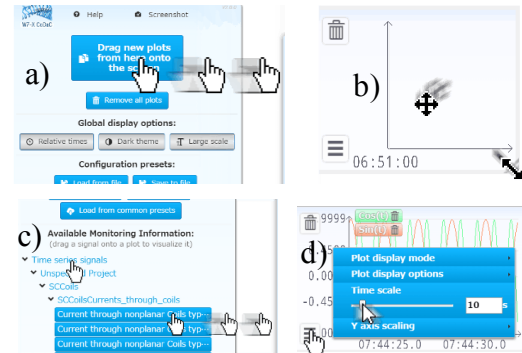 W7-X CoDaC
Help
Screenshot
a)
Drag new plots
from here onto
the screen
Remove all plots
Global display options:
Relative times
Dark theme
Large scale
Configuration presets:
Load from file
Save to file
b)
06:51:00
c)
Load from common presets
Available Monitoring Information:
(drag a signal onto a plot to visualize it)
Time series signals
Project
SCCoils
SCCoilsCurrents_through_coils
Current through nonplanar Coils typ···
Current through nonplanar Coils typ···
Current through nonplanar Coils typ···
d)
9999
Cos(t)
Sin(t)
0.00
-0.45
Plot display mode
Plot display options
Time scale
10 s
Y axis scaling
07:44:25.0
07:44:30.0